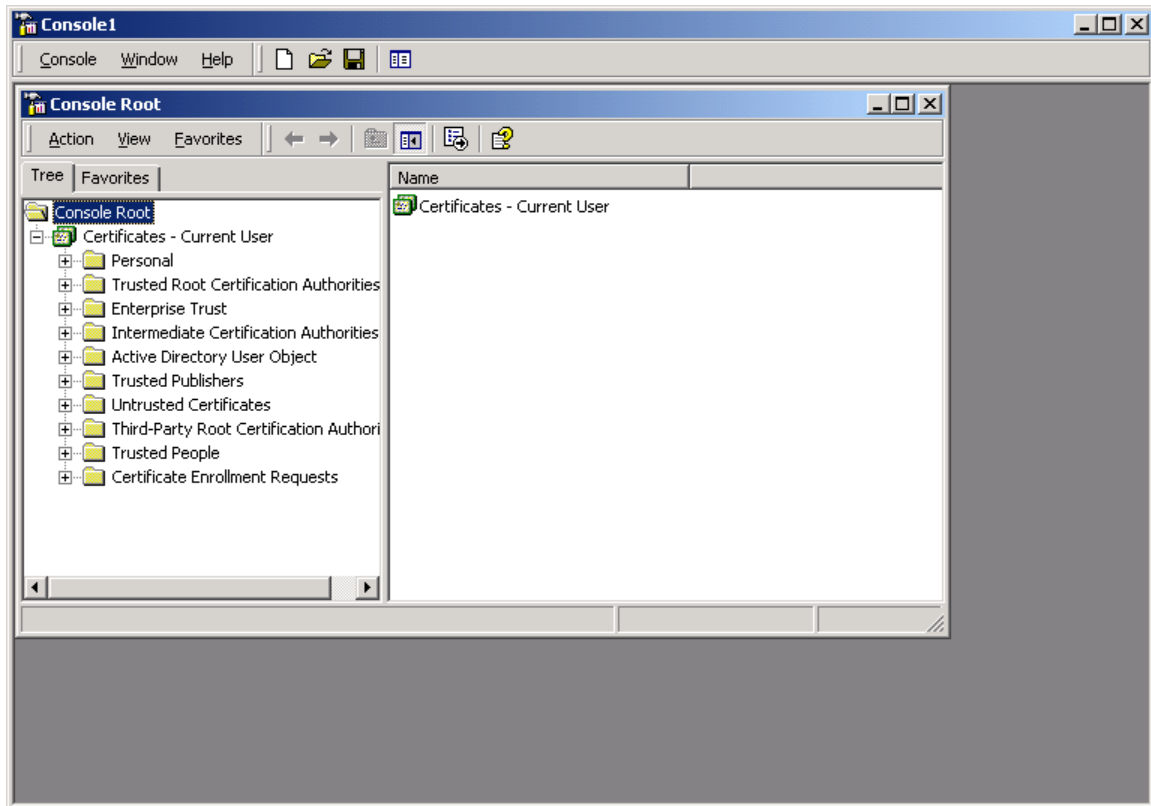 Console1
Console Window Help
Console Root
Action View Favorites
Tree Favorites
Name
Console Root
Certificates - Current User
Certificates - Current User
Personal
Trusted Root Certification Authorities
Enterprise Trust
Intermediate Certification Authorities
Active Directory User Object
Trusted Publishers
Untrusted Certificates
Third-Party Root Certification Authori
Trusted People
Certificate Enrollment Requests